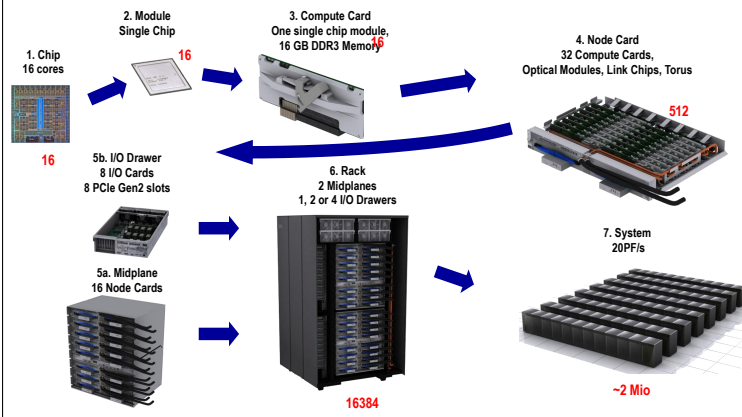 1. Chip
16 cores
16
2. Module
Single Chip
16
3. Compute Card
One single chip module,
16 GB DDR3 Memory
16
4. Node Card
32 Compute Cards,
Optical Modules, Link Chips, Torus
512
5b. I/O Drawer
8 I/O Cards
8 PCIe Gen2 slots
6. Rack
2 Midplanes
1, 2 or 4 I/O Drawers
16384
7. System
20PF/s
~2 Mio
5a. Midplane
16 Node Cards